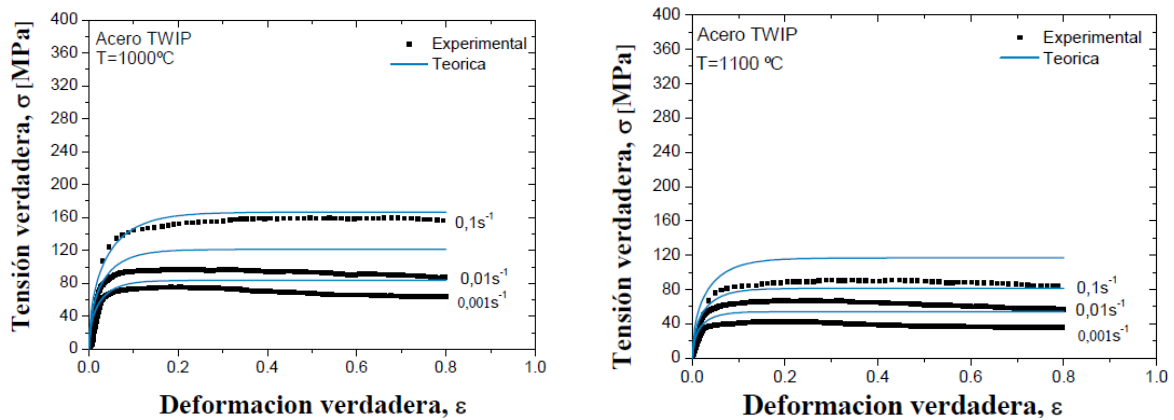 Tensión verdadera, σ [MPa]
400
360
320
280
240
200
160
120
80
40
0
Acero TWIP
T=1000ºC
Experimental
Teorica
0,1s⁻¹
0,01s⁻¹
0,001s⁻¹
0.0 0.2 0.4 0.6 0.8 1.0
Deformacion verdadera, ε
Tensión verdadera, σ [MPa]
400
360
320
280
240
200
160
120
80
40
0
Acero TWIP
T=1100 ºC
Experimental
Teorica
0,1s⁻¹
0,01s⁻¹
0,001s⁻¹
0.0 0.2 0.4 0.6 0.8 1.0
Deformacion verdadera, ε